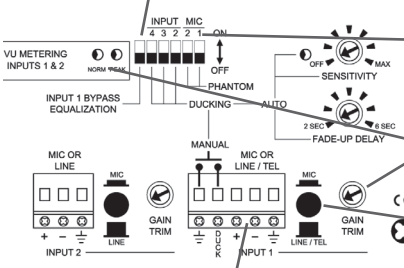 INPUT MIC
4 3 2 2 1 ON
VU METERING
INPUTS 1 & 2
NORM PEAK
OFF
OFF MAX
SENSITIVITY
PHANTOM
INPUT 1 BYPASS
EQUALIZATION
DUCKING
AUTO
2 SEC 6 SEC
FADE-UP DELAY
MANUAL
MIC OR
LINE
MIC
MIC OR
LINE / TEL
MIC
GAIN
TRIM
GAIN
TRIM
+ –
LINE
DUCK
+ –
LINE / TEL
INPUT 2
INPUT 1